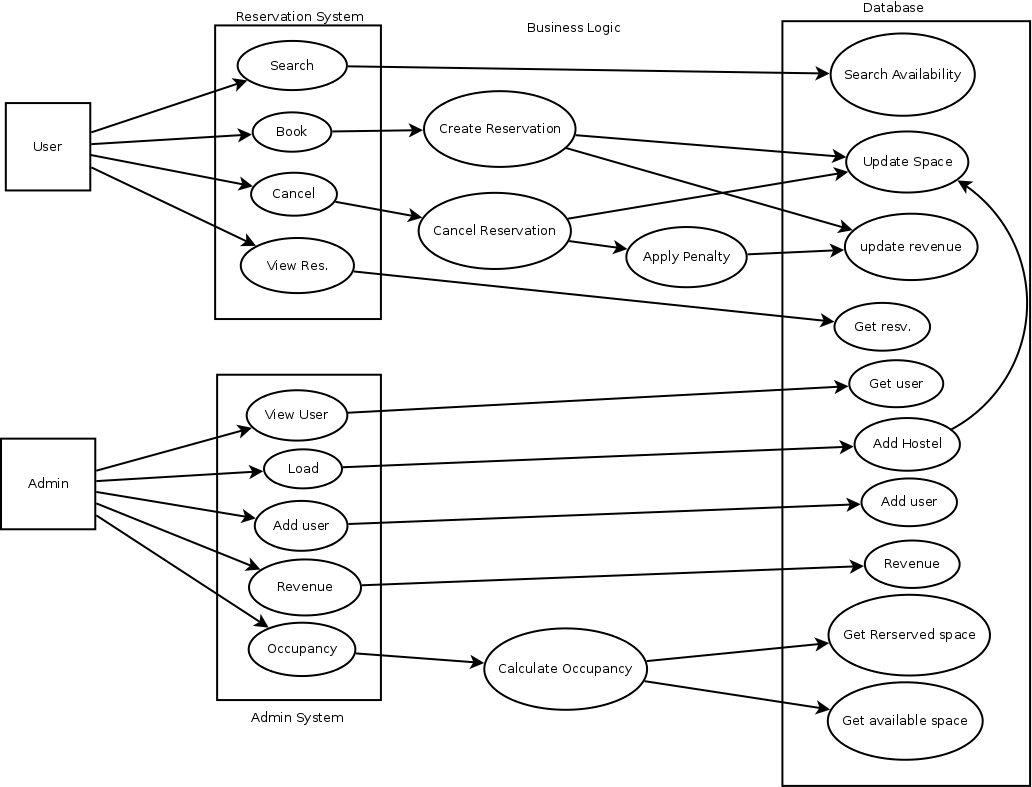 Reservation System
Business Logic
Database
User
Search
Book
Cancel
View Res.
Create Reservation
Cancel Reservation
Apply Penalty
Search Availability
Update Space
update revenue
Get resv.
Admin
View User
Load
Add user
Revenue
Occupancy
Admin System
Calculate Occupancy
Get user
Add Hostel
Add user
Revenue
Get Rerserved space
Get available space